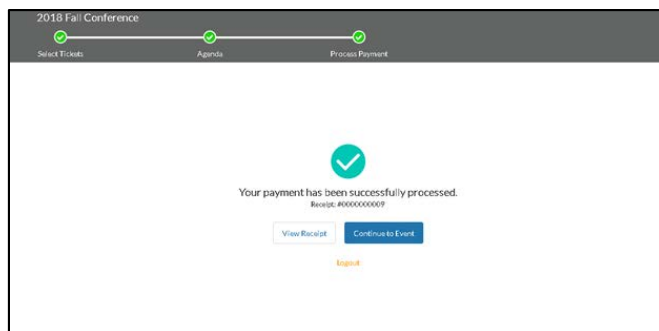 2018 Fall Conference
Select Tickets Agenda Process Payment
Your payment has been successfully processed.
Receipt: #0000000009
View Receipt Continue to Event
Logout